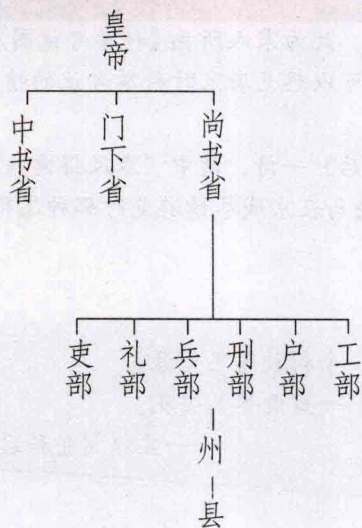 皇帝
中书省 门下省 尚书省
吏部 礼部 兵部 刑部 户部 工部
州
县